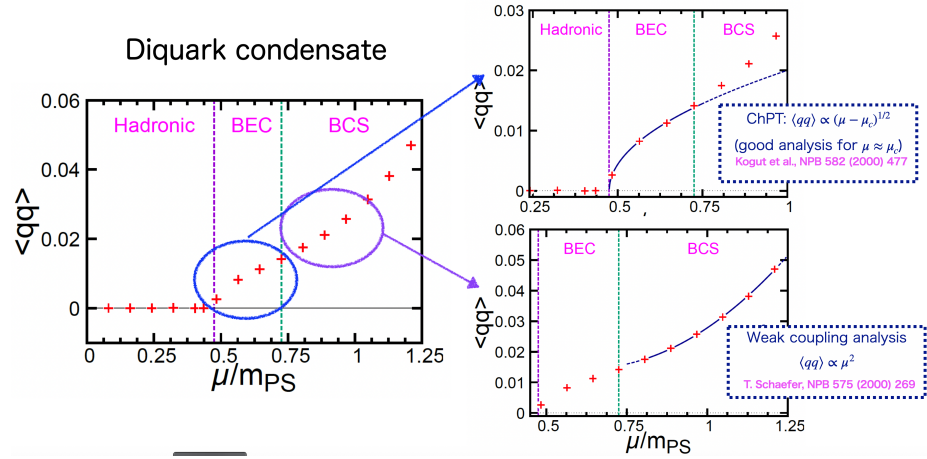 Diquark condensate
<qq>
0.06
0.04
0.02
0
Hadronic
BEC
BCS
0
0.25
0.5
0.75
1
1.25
μ/mPS
<qq>
0.03
0.02
0.01
0
Hadronic
BEC
BCS
0.25
0.5
0.75
1
ChPT: ⟨qq⟩ ∝ (μ − μc)1/2
(good analysis for μ ≈ μc)
Kogut et al., NPB 582 (2000) 477
<qq>
0.06
0.05
0.04
0.03
0.02
0.01
0
BEC
BCS
0.5
0.75
1
1.25
μ/mPS
Weak coupling analysis
⟨qq⟩ ∝ μ2
T. Schaefer, NPB 575 (2000) 269